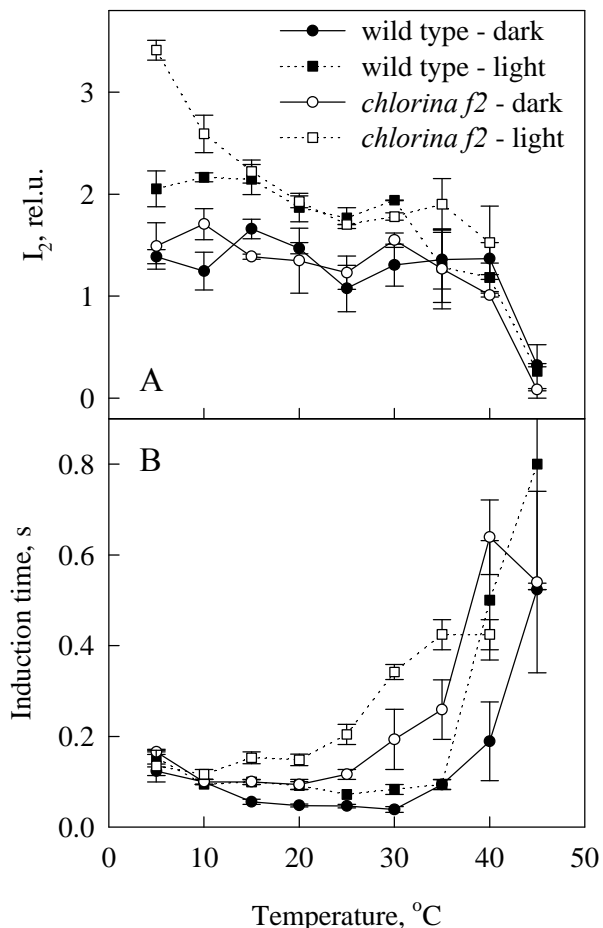 wild type - dark
wild type - light
chlorina f2 - dark
chlorina f2 - light
3
2
1
0
I2, rel.u.
A
B
0.8
0.6
0.4
0.2
0.0
Induction time, s
0 10 20 30 40 50
Temperature, °C